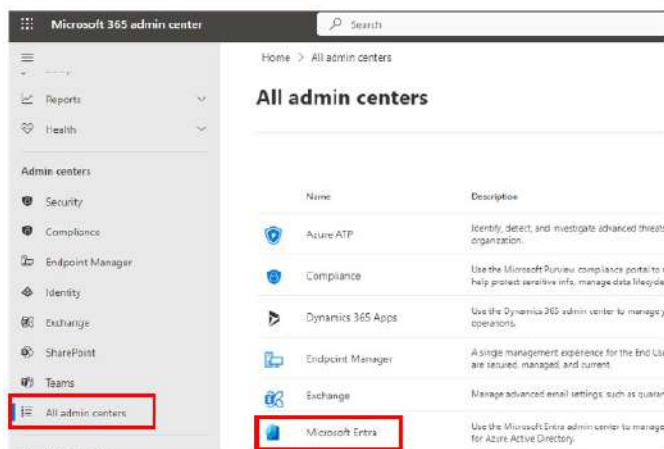 Microsoft 365 admin center
Search
Reports
Health
Admin centers
Security
Compliance
Endpoint Manager
Identity
Exchange
SharePoint
Teams
All admin centers
Home > All admin centers
All admin centers
Name Description
Azure ATP Identify, detect, and investigate advanced threats
organization.
Compliance Use the Microsoft Purview compliance portal to
help protect sensitive info, manage data lifecycle
Dynamics 365 Apps Use the Dynamics 365 admin center to manage
operations.
Endpoint Manager A single management experience for the End
are secured, managed, and current.
Exchange Manage advanced email settings, such as
Microsoft Entra Use the Microsoft Entra admin center to manage
for Azure Active Directory.